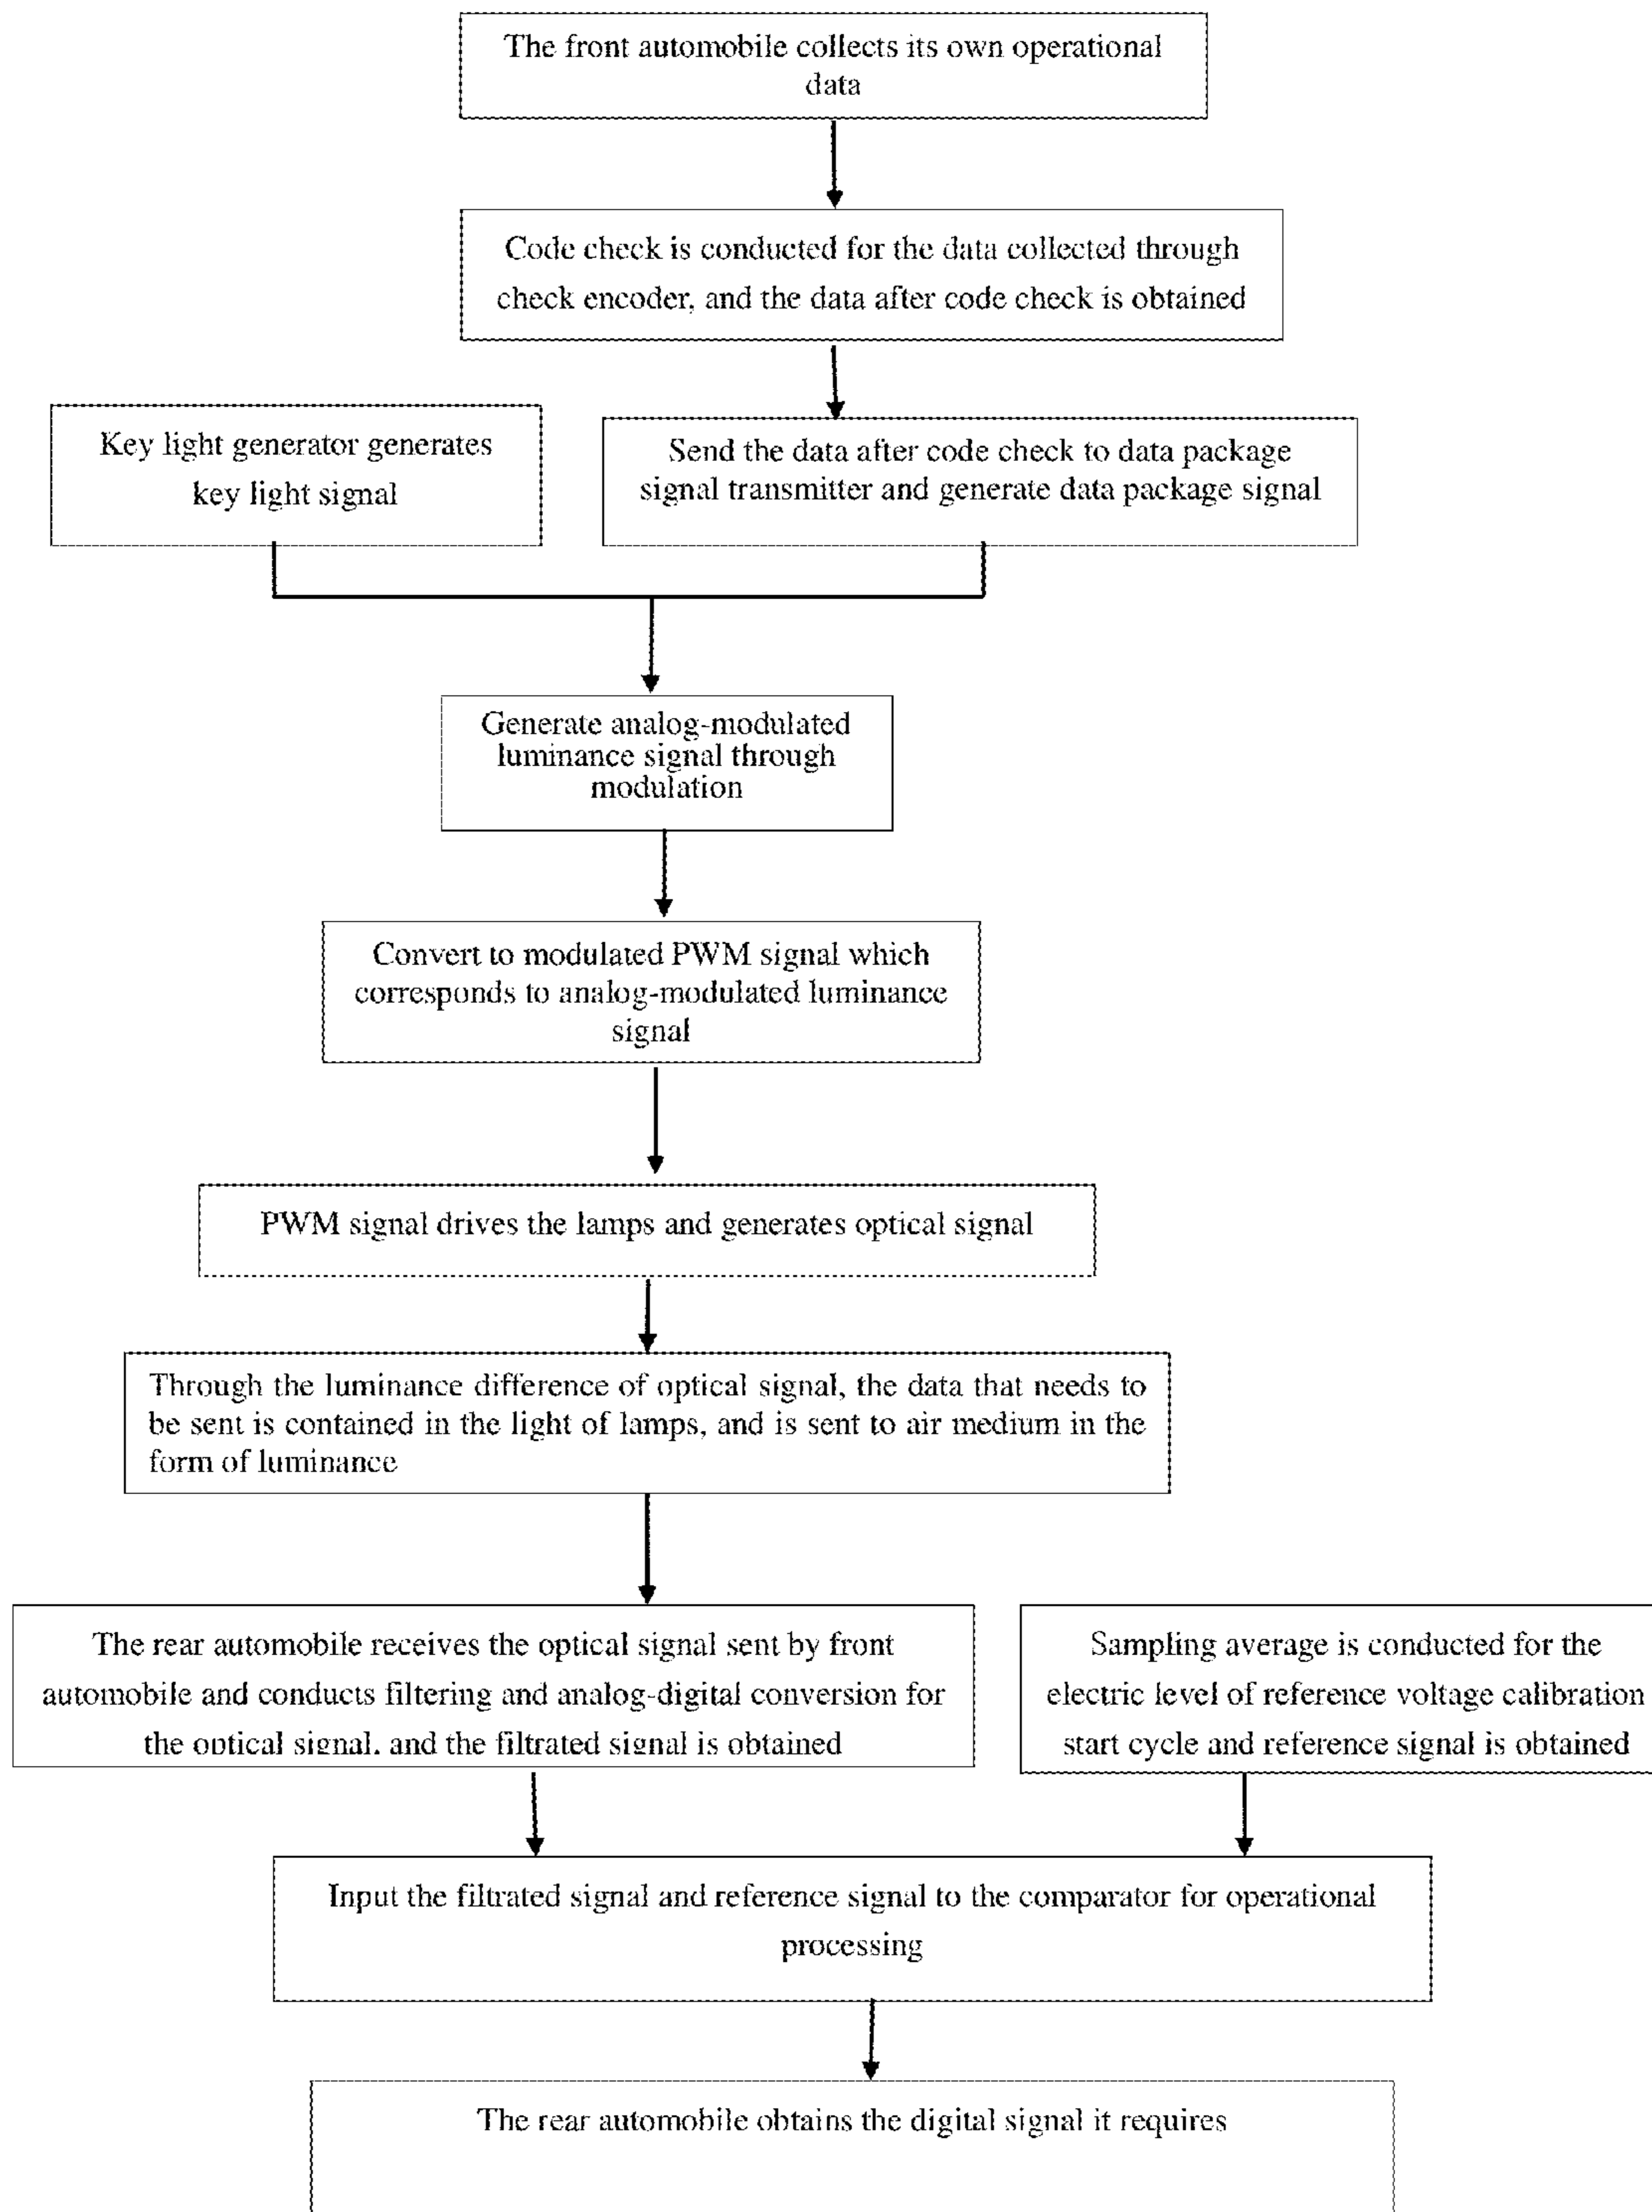 The front automobile collects its own operational
data
Code check is conducted for the data collected through
check encoder, and the data after code check is obtained
Key light generator generates
key light signal
Send the data after code check to data package
signal transmitter and generate data package signal
Generate analog-modulated
luminance signal through
modulation
Convert to modulated PWM signal which
corresponds to analog-modulated luminance
signal
PWM signal drives the lamps and generates optical signal
Through the luminance difference of optical signal, the data that needs to
be sent is contained in the light of lamps, and is sent to air medium in the
form of luminance
The rear automobile receives the optical signal sent by front
automobile and conducts filtering and analog-digital conversion for
the optical signal, and the filtrated signal is obtained
Sampling average is conducted for the
electric level of reference voltage calibration
start cycle and reference signal is obtained
Input the filtrated signal and reference signal to the comparator for operational
processing
The rear automobile obtains the digital signal it requires